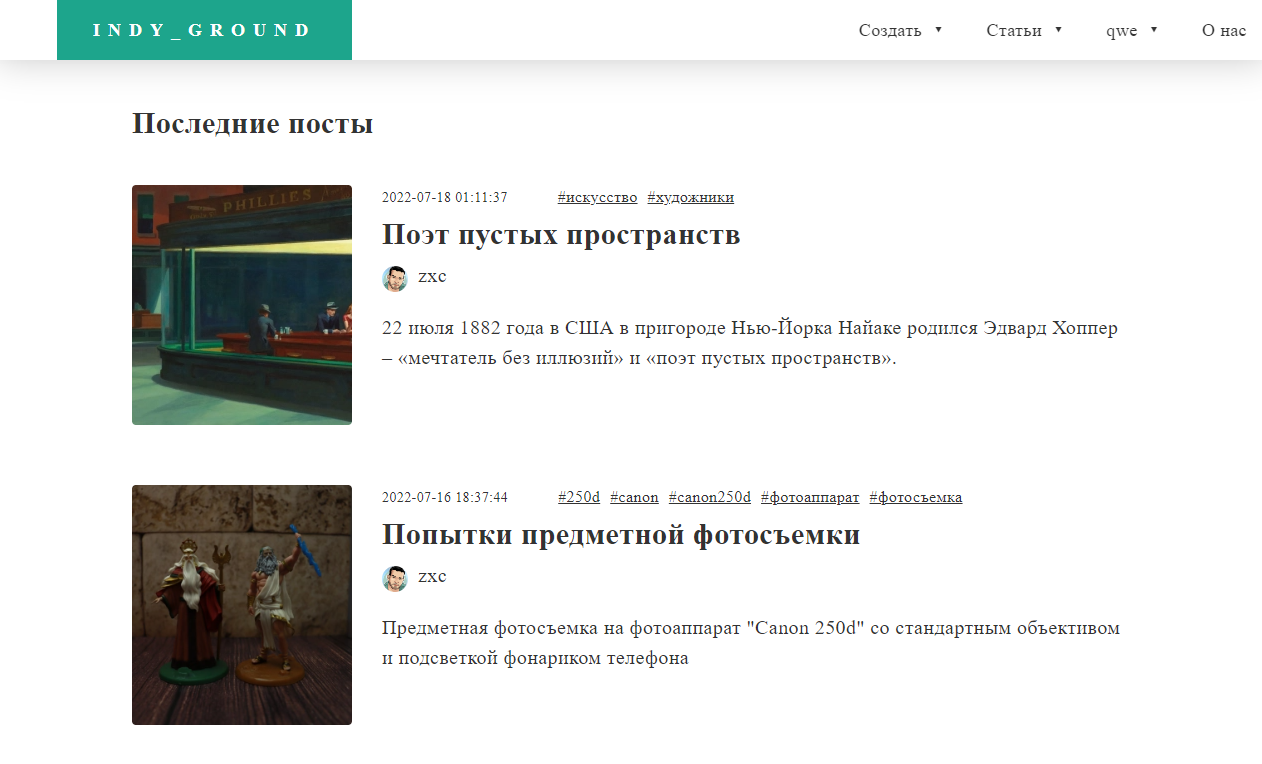 INDY_GROUND
Создать ▼ Статьи ▼ qwe ▼ О нас
Последние посты
PHILLIES
2022-07-18 01:11:37 #искусство #художники
Поэт пустых пространств
zxc
22 июля 1882 года в США в пригороде Нью-Йорка Найаке родился Эдвард Хоппер
– «мечтатель без иллюзий» и «поэт пустых пространств».
2022-07-16 18:37:44 #250d #canon #canon250d #фотоаппарат #фотосъемка
Попытки предметной фотосъемки
zxc
Предметная фотосъемка на фотоаппарат "Canon 250d" со стандартным объективом
и подсветкой фонариком телефона